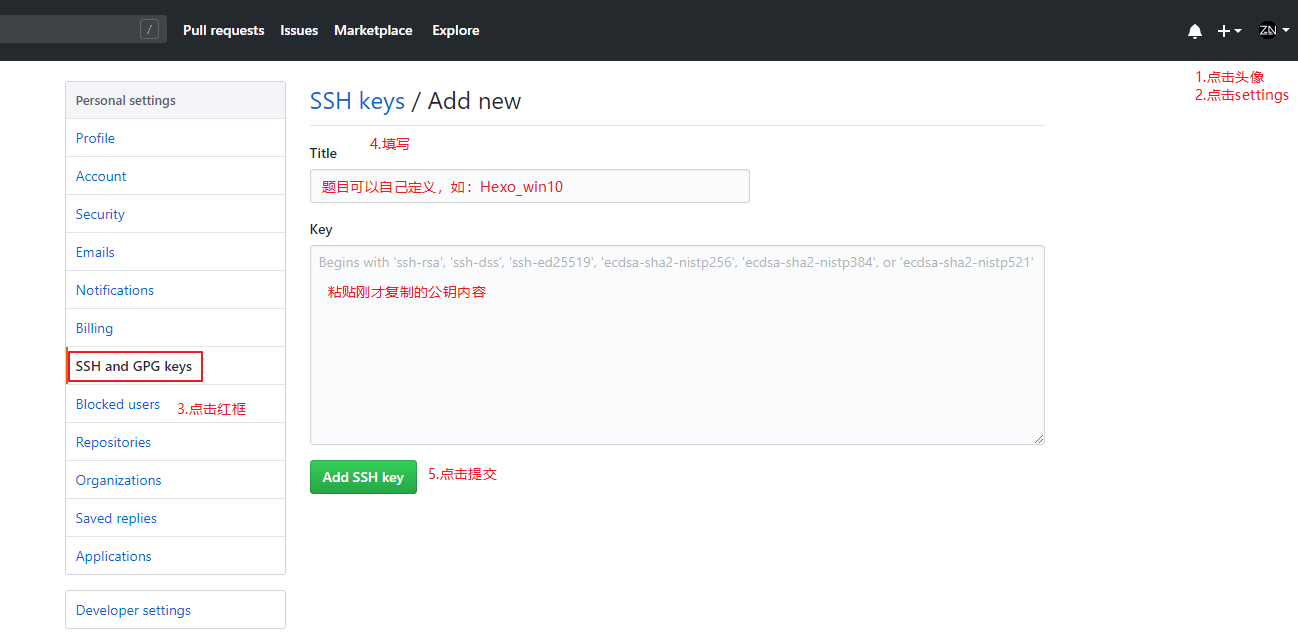 / Pull requests Issues Marketplace Explore ZN
1.点击头像
2.点击settings
Personal settings
Profile
Account
Security
Emails
Notifications
Billing
SSH and GPG keys
Blocked users
3.点击红框
Repositories
Organizations
Saved replies
Applications
Developer settings
SSH keys / Add new
4.填写
Title
题目可以自己定义，如：Hexo_win10
Key
Begins with 'ssh-rsa', 'ssh-dss', 'ssh-ed25519', 'ecdsa-sha2-nistp256', 'ecdsa-sha2-nistp384', or 'ecdsa-sha2-nistp521'
粘贴刚才复制的公钥内容
Add SSH key
5.点击提交